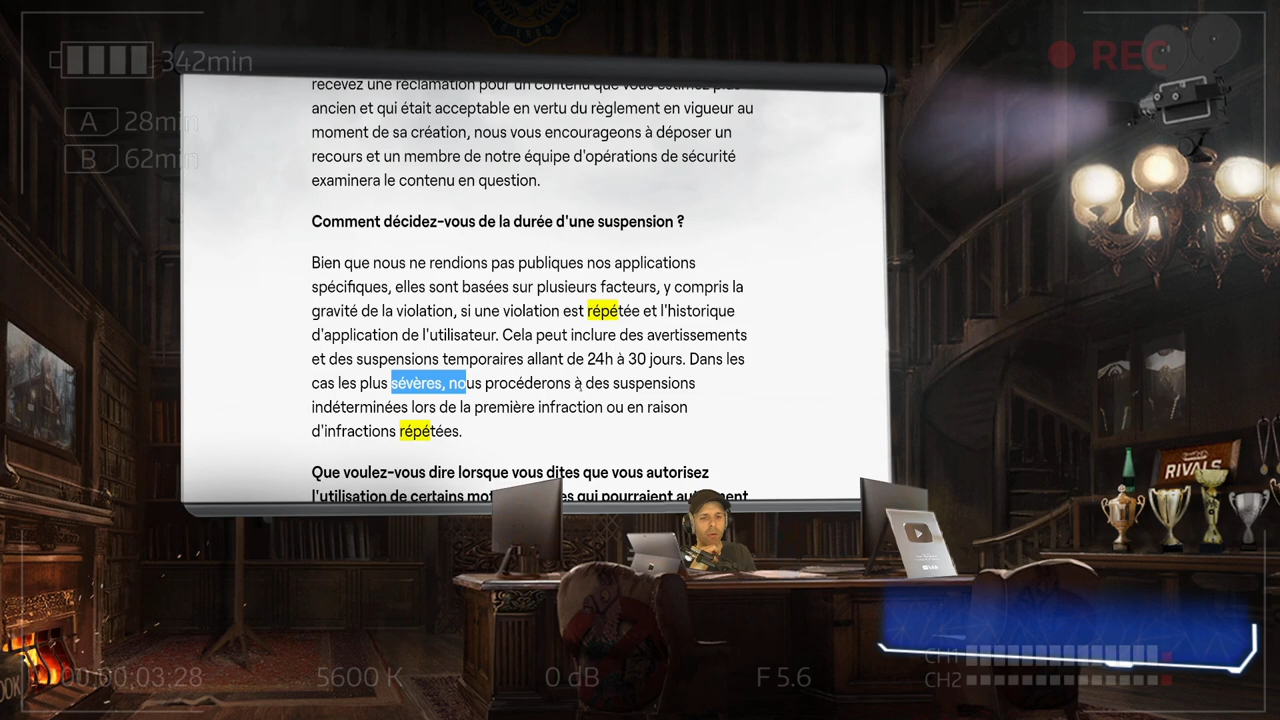 342min
REC
A 28min
B 62min
recevez une réclamation pour un contenu que vous estimez plus
ancien et qui était acceptable en vertu du règlement en vigueur au
moment de sa création, nous vous encourageons à déposer un
recours et un membre de notre équipe d'opérations de sécurité
examinera le contenu en question.
Comment décidez-vous de la durée d'une suspension ?
Bien que nous ne rendions pas publiques nos applications
spécifiques, elles sont basées sur plusieurs facteurs, y compris la
gravité de la violation, si une violation est répétée et l'historique
d'application de l'utilisateur. Cela peut inclure des avertissements
et des suspensions temporaires allant de 24h à 30 jours. Dans les
cas les plus sévères, nous procéderons à des suspensions
indéterminées lors de la première infraction ou en raison
d'infractions répétées.
Que voulez-vous dire lorsque vous dites que vous autorisez
l'utilisation de certains qui pourraient
RIVALS
00:00:03:28
5600 K
0 dB
F 5.6
CH1
CH2